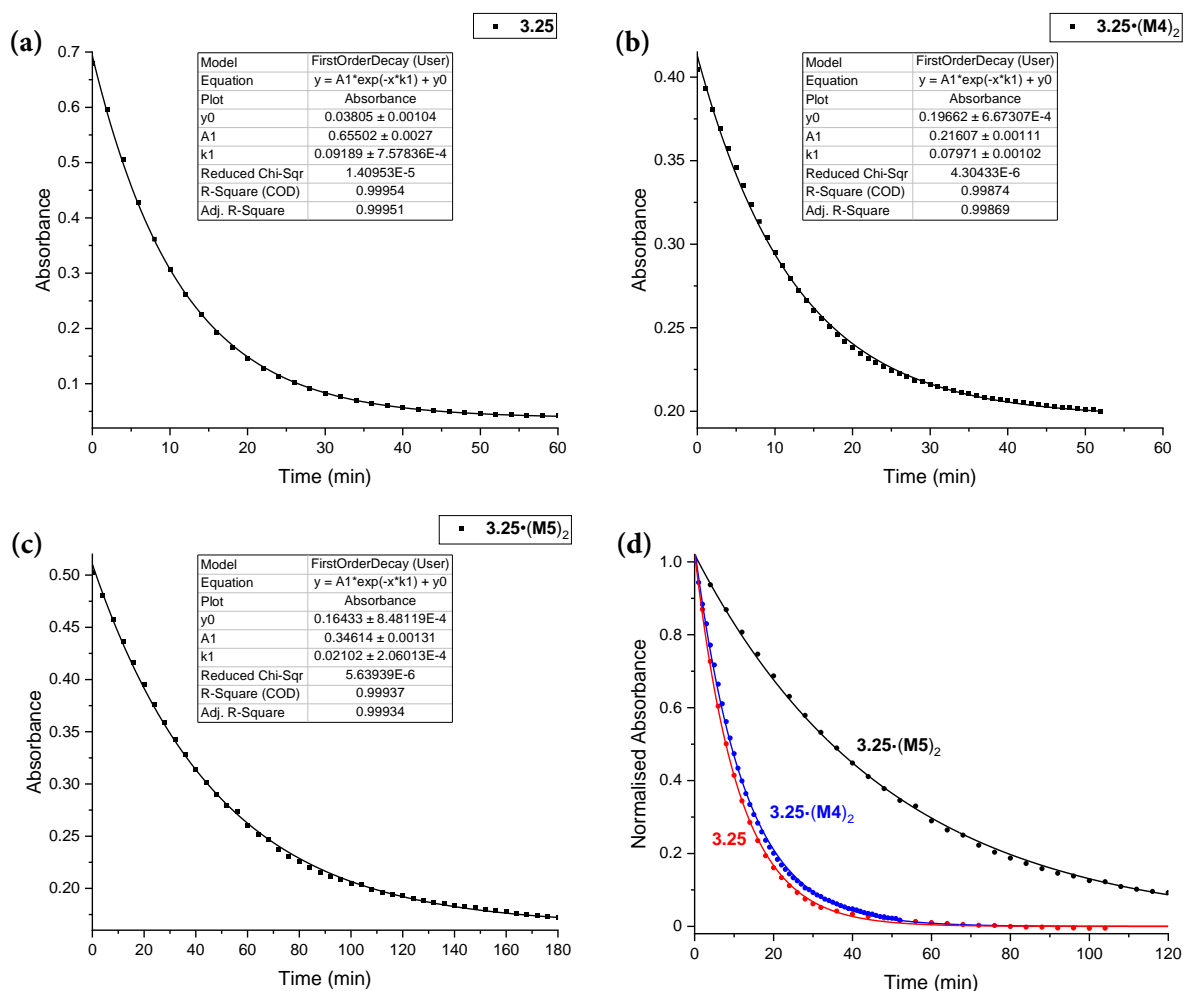 (a)
■ 3.25
Model FirstOrderDecay (User)
Equation y = A1*exp(-x*k1) + y0
Plot Absorbance
y0 0.03805 ± 0.00104
A1 0.65502 ± 0.0027
k1 0.09189 ± 7.57836E-4
Reduced Chi-Sqr 1.40953E-5
R-Square (COD) 0.99954
Adj. R-Square 0.99951
0.7
0.6
0.5
0.4
0.3
0.2
0.1
Absorbance
0 10 20 30 40 50 60
Time (min)
(b)
■ 3.25•(M4)₂
Model FirstOrderDecay (User)
Equation y = A1*exp(-x*k1) + y0
Plot Absorbance
y0 0.19662 ± 6.67307E-4
A1 0.21607 ± 0.00111
k1 0.07971 ± 0.00102
Reduced Chi-Sqr 4.30433E-6
R-Square (COD) 0.99874
Adj. R-Square 0.99869
0.40
0.35
0.30
0.25
0.20
Absorbance
0 10 20 30 40 50 60
Time (min)
(c)
■ 3.25•(M5)₂
Model FirstOrderDecay (User)
Equation y = A1*exp(-x*k1) + y0
Plot Absorbance
y0 0.16433 ± 8.48119E-4
A1 0.34614 ± 0.00131
k1 0.02102 ± 2.06013E-4
Reduced Chi-Sqr 5.63939E-6
R-Square (COD) 0.99937
Adj. R-Square 0.99934
0.50
0.45
0.40
0.35
0.30
0.25
0.20
Absorbance
0 20 40 60 80 100 120 140 160 180
Time (min)
(d)
1.0
0.8
0.6
0.4
0.2
0
Normalised Absorbance
3.25·(M5)₂
3.25·(M4)₂
3.25
0 20 40 60 80 100 120
Time (min)